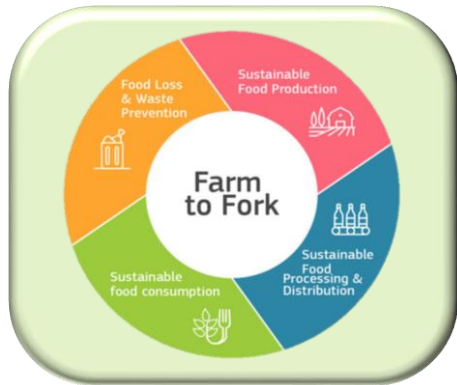 Food Loss
& Waste
Prevention
Sustainable
Food Production
Farm
to Fork
Sustainable
Food
Processing &
Distribution
Sustainable
food consumption